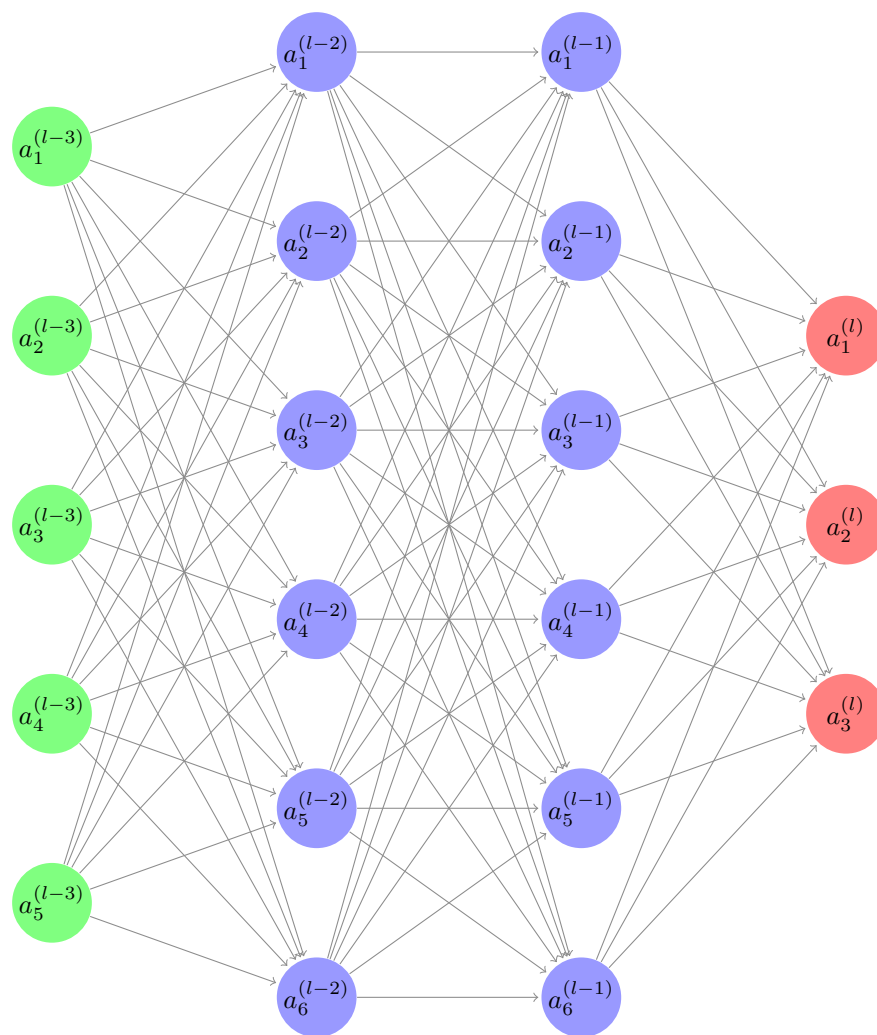 a_1^{(l-3)}
a_2^{(l-3)}
a_3^{(l-3)}
a_4^{(l-3)}
a_5^{(l-3)}
a_1^{(l-2)}
a_2^{(l-2)}
a_3^{(l-2)}
a_4^{(l-2)}
a_5^{(l-2)}
a_6^{(l-2)}
a_1^{(l-1)}
a_2^{(l-1)}
a_3^{(l-1)}
a_4^{(l-1)}
a_5^{(l-1)}
a_6^{(l-1)}
a_1^{(l)}
a_2^{(l)}
a_3^{(l)}